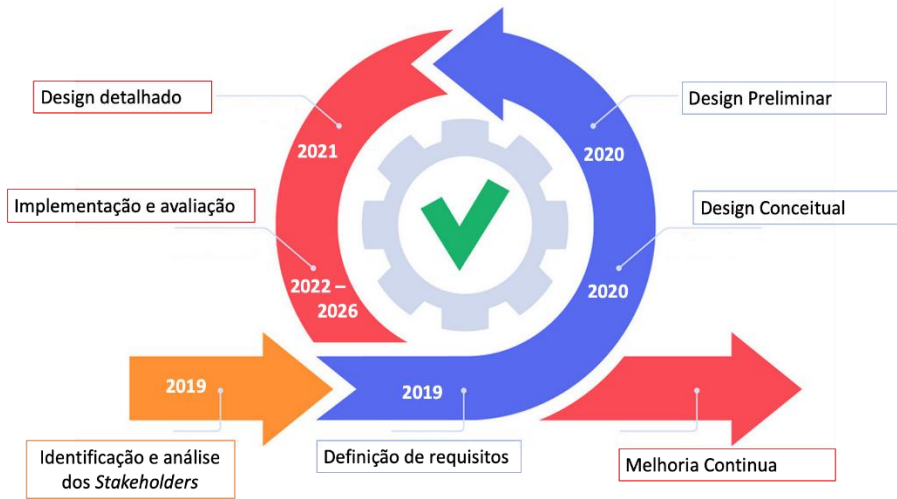 Design detalhado
Design Preliminar
2021
2020
Implementação e avaliação
Design Conceitual
2022 –
2026
2020
2019
2019
Identificação e análise
dos Stakeholders
Definição de requisitos
Melhoria Continua